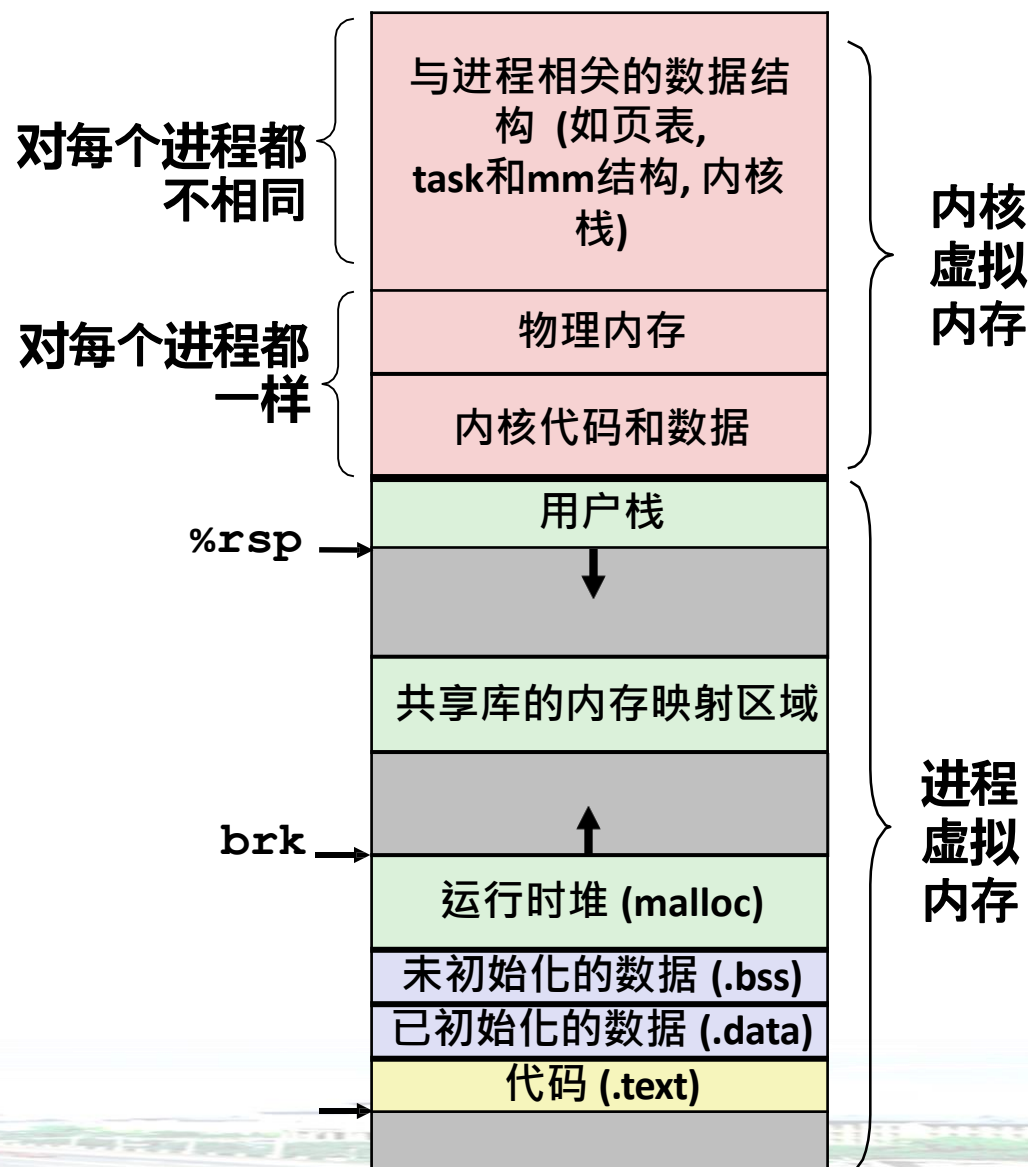 与进程相关的数据结
构 (如页表,
task和mm结构, 内核
栈)
对每个进程都
不相同
内核
虚拟
内存
物理内存
对每个进程都
一样
内核代码和数据
用户栈
%rsp
共享库的内存映射区域
进程
虚拟
内存
brk
运行时堆 (malloc)
未初始化的数据 (.bss)
已初始化的数据 (.data)
代码 (.text)